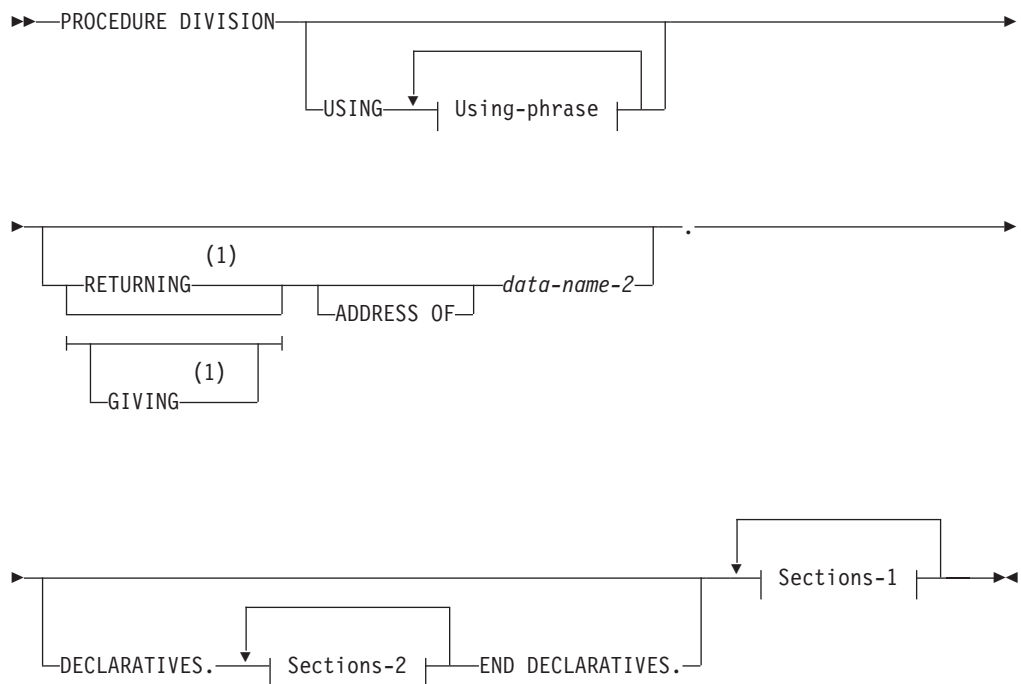 PROCEDURE DIVISION
USING Using-phrase
.
(1)
RETURNING data-name-2
ADDRESS OF
(1)
GIVING
Sections-1
DECLARATIVES. Sections-2 END DECLARATIVES.